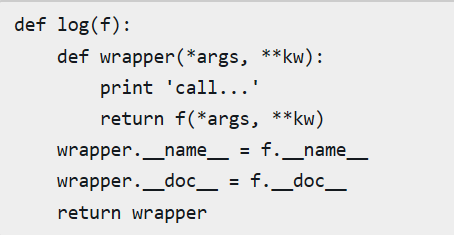 def log(f):
    def wrapper(*args, **kw):
        print 'call...'
        return f(*args, **kw)
    wrapper.__name__ = f.__name__
    wrapper.__doc__ = f.__doc__
    return wrapper